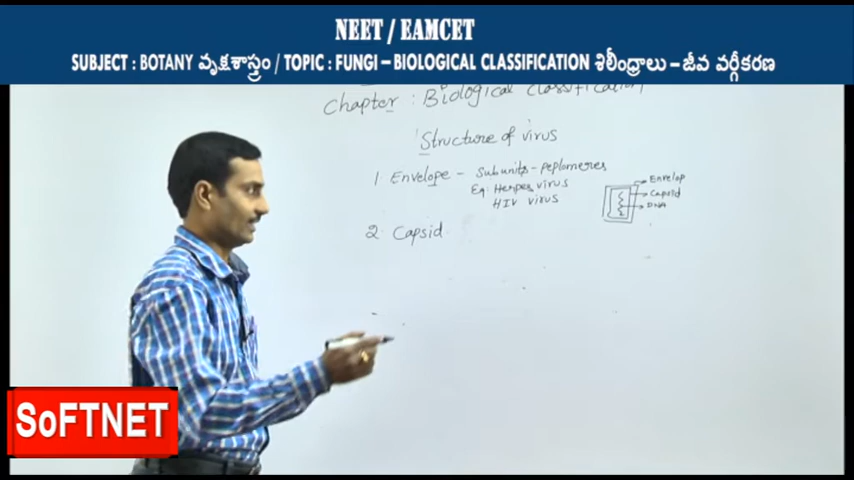 NEET / EAMCET
SUBJECT : BOTANY వృక్షశాస్త్రం / TOPIC : FUNGI – BIOLOGICAL CLASSIFICATION శిలీంధ్రాలు – జీవ వర్గీకరణ
Chapter : Biological Classification
Structure of virus
1 Envelope - Subunits - peplomeres
Eg: Herpes virus
HIV virus
Envelop
Capsid
DNA
2. Capsid
SoFTNET